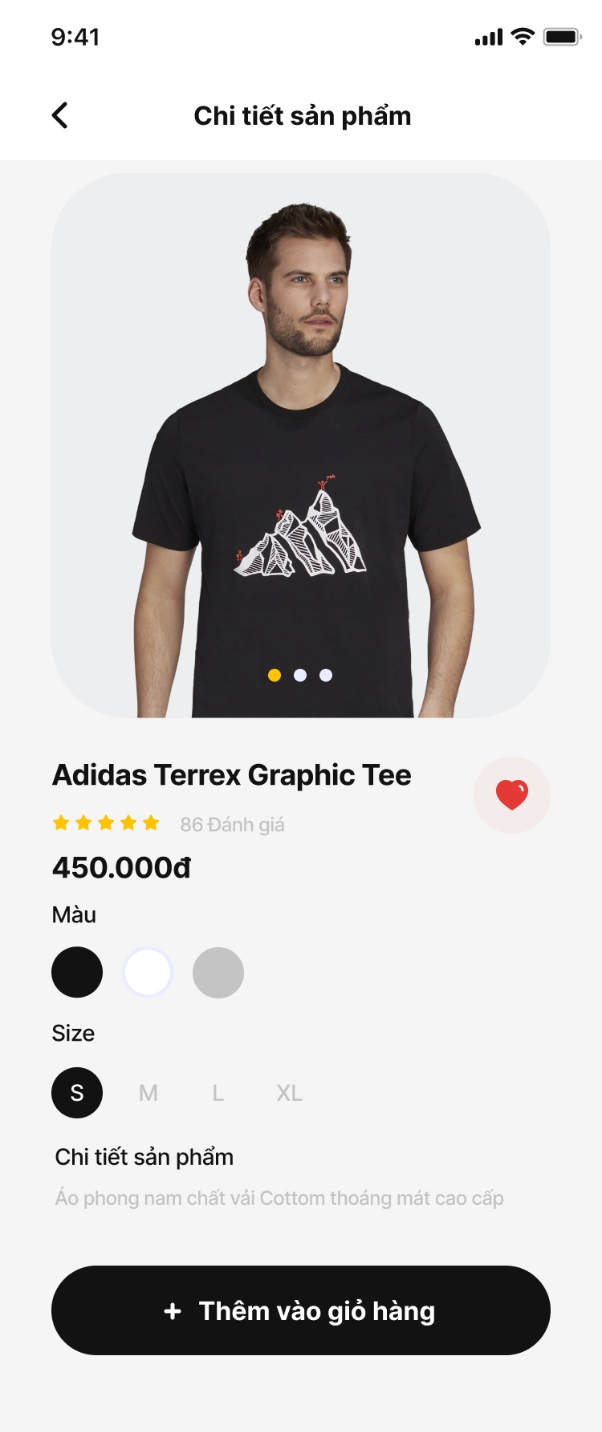 9:41
Chi tiết sản phẩm
Adidas Terrex Graphic Tee
86 Đánh giá
450.000đ
Màu
Size
S M L XL
Chi tiết sản phẩm
Áo phong nam chất vải Cottom thoáng mát cao cấp
+ Thêm vào giỏ hàng